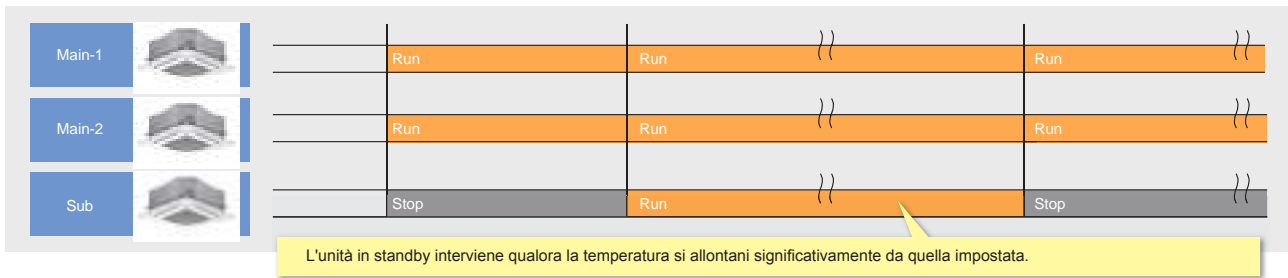 Main-1
Run Run Run
Main-2
Run Run Run
Sub
Stop Run Stop
L'unità in standby interviene qualora la temperatura si allontani significativamente da quella impostata.